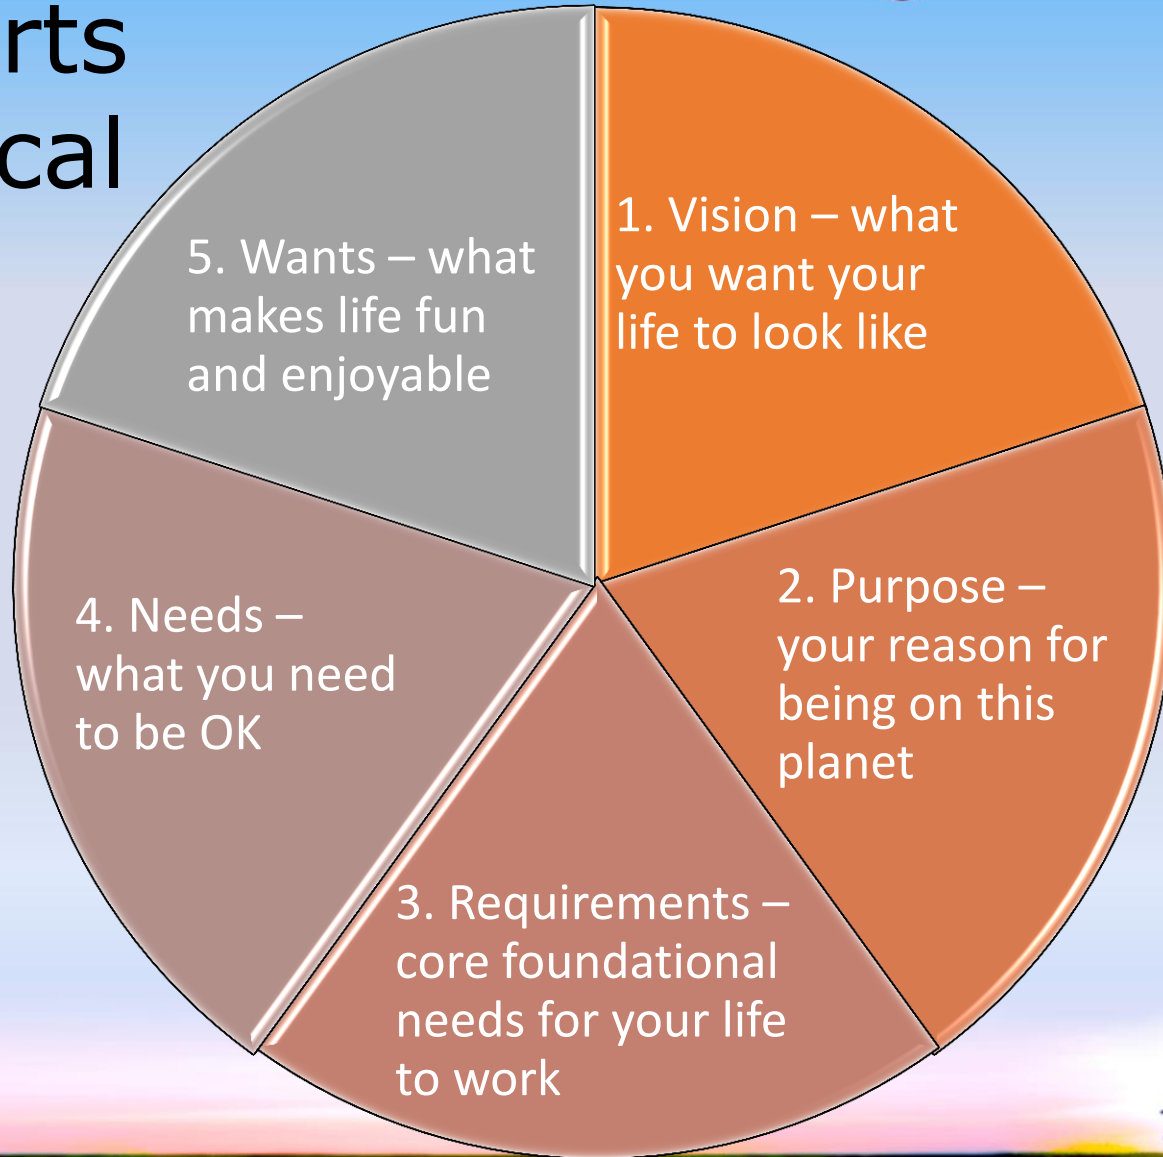 rts
cal
1. Vision – what
you want your
life to look like
2. Purpose –
your reason for
being on this
planet
3. Requirements –
core foundational
needs for your life
to work
4. Needs –
what you need
to be OK
5. Wants – what
makes life fun
and enjoyable